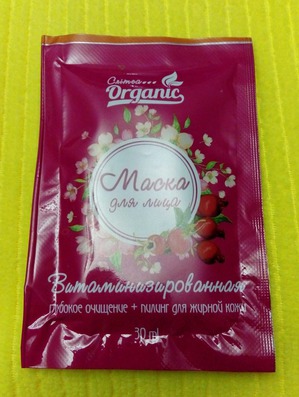 Organic
Маска
для лица
Витаминизированная
глубокое очищение + пилинг для жирной кожи
30 ml